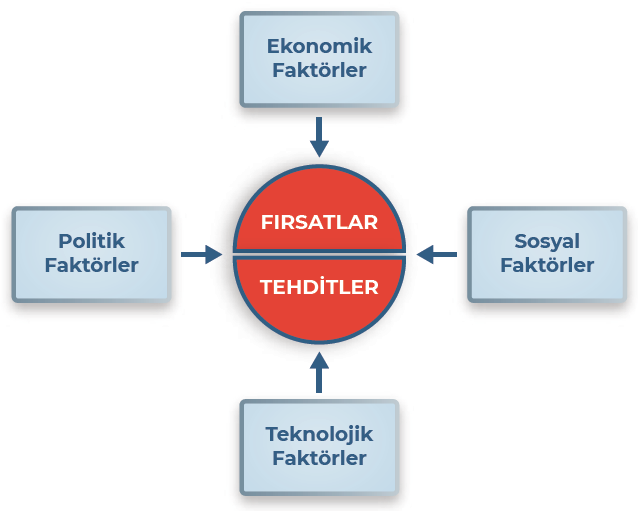 Ekonomik
Faktörler
Politik
Faktörler
FIRSATLAR
TEHDİTLER
Sosyal
Faktörler
Teknolojik
Faktörler